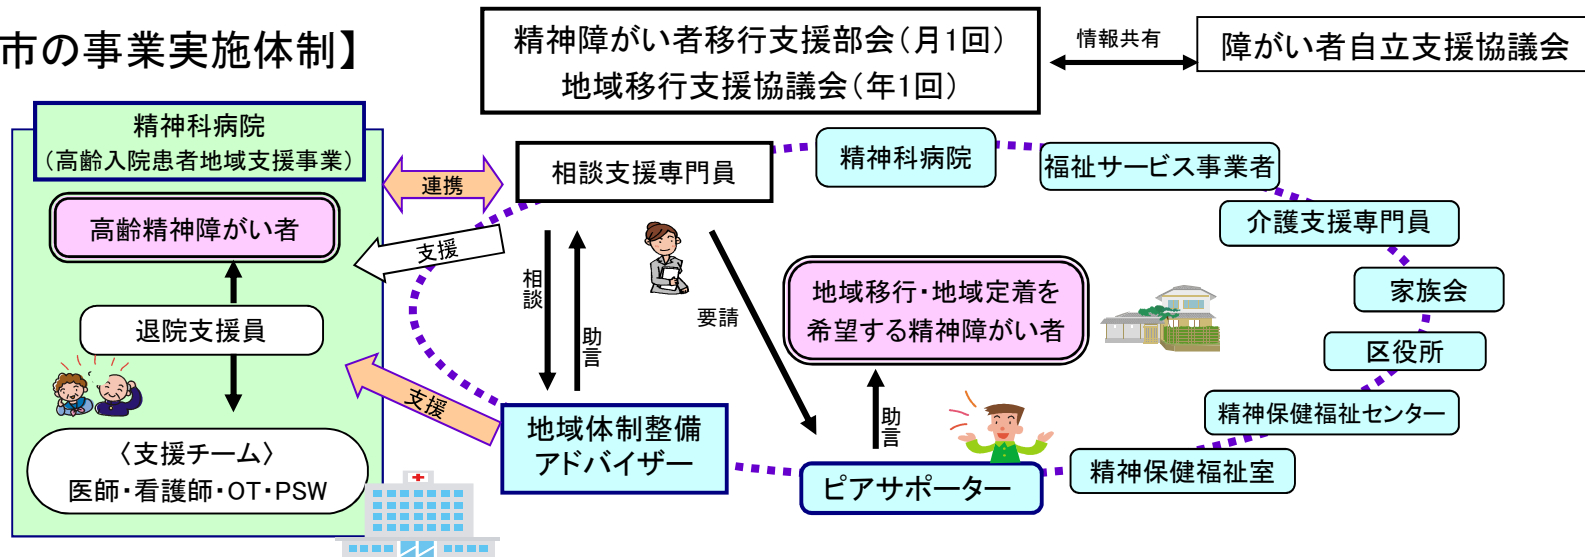 市の事業実施体制】
精神障がい者移行支援部会(月1回)
地域移行支援協議会(年1回)
情報共有
障がい者自立支援協議会
精神科病院
(高齢入院患者地域支援事業)
高齢精神障がい者
退院支援員
〈支援チーム〉
医師・看護師・OT・PSW
連携
支援
支援
相談支援専門員
相談
助言
要請
地域体制整備
アドバイザー
地域移行・地域定着を
希望する精神障がい者
助言
ピアサポーター
精神科病院
福祉サービス事業者
介護支援専門員
家族会
区役所
精神保健福祉センター
精神保健福祉室